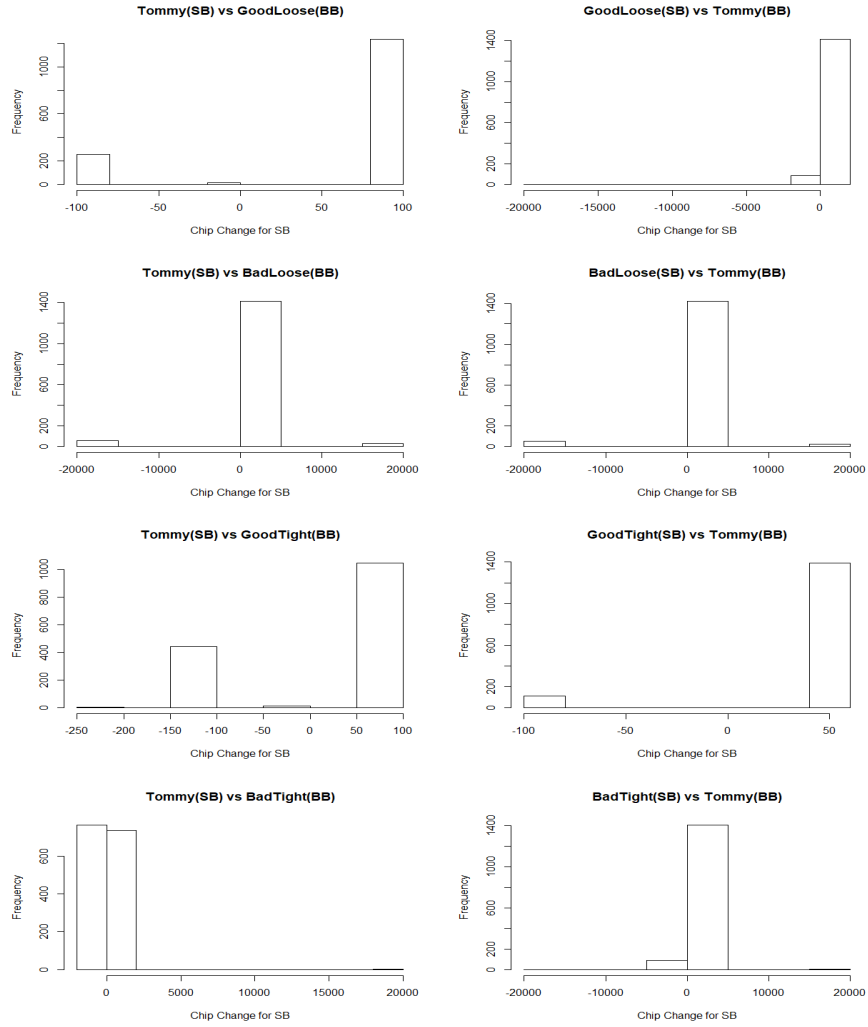 Tommy(SB) vs GoodLoose(BB)
Frequency
0 200 600 1000
-100 -50 0 50 100
Chip Change for SB
GoodLoose(SB) vs Tommy(BB)
Frequency
0 200 600 1000 1400
-20000 -15000 -10000 -5000 0
Chip Change for SB
Tommy(SB) vs BadLoose(BB)
Frequency
0 200 600 1000 1400
-20000 -10000 0 10000 20000
Chip Change for SB
BadLoose(SB) vs Tommy(BB)
Frequency
0 200 600 1000 1400
-20000 -10000 0 10000 20000
Chip Change for SB
Tommy(SB) vs GoodTight(BB)
Frequency
0 200 400 600 800 1000
-250 -200 -150 -100 -50 0 50 100
Chip Change for SB
GoodTight(SB) vs Tommy(BB)
Frequency
0 200 600 1000 1400
-100 -50 0 50
Chip Change for SB
Tommy(SB) vs BadTight(BB)
Frequency
0 200 400 600
0 5000 10000 15000 20000
Chip Change for SB
BadTight(SB) vs Tommy(BB)
Frequency
0 200 600 1000 1400
-20000 -10000 0 10000 20000
Chip Change for SB